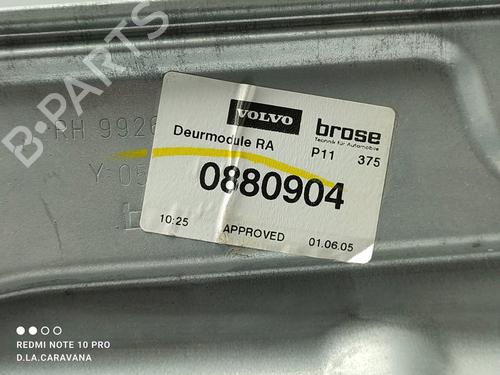 B-PARTS
RH 992
Y 05
VOLVO
brose
Technik für Automobile
Deurmodule RA
P11 375
0880904
10:25 APPROVED 01.06.05
REDMI NOTE 10 PRO
D.L.A.CARAVANA